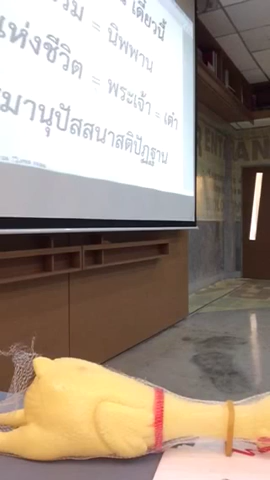 เดี๋ยวนี้
= นิพพาน
แห่งชีวิต = พระเจ้า = เต๋า
มานุปัสสนาสติปัฏฐาน